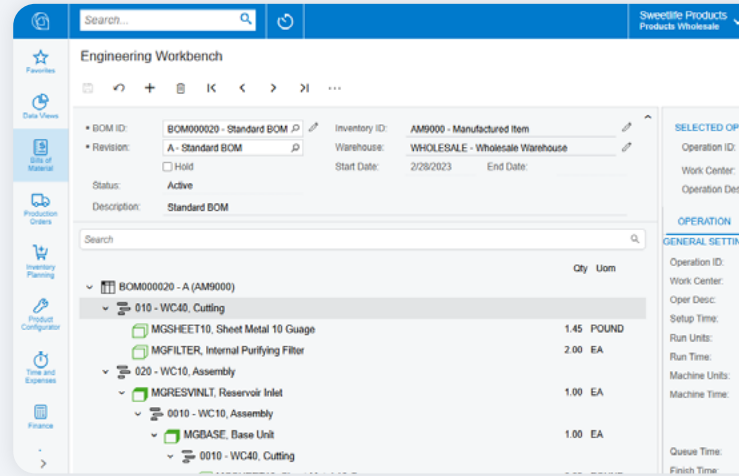 Search...
Sweetlife Products
Products Wholesale
Favorites
Data Views
Bills of
Material
Production
Orders
Inventory
Planning
Product
Configurator
Time and
Expenses
Finance
Engineering Workbench
• BOM ID:
BOM000020 - Standard BOM
Inventory ID:
AM9000 - Manufactured Item
• Revision:
A - Standard BOM
Warehouse:
WHOLESALE - Wholesale Warehouse
Hold
Start Date:
2/28/2023
End Date:
Status:
Active
Description:
Standard BOM
Search
Qty Uom
BOM000020 - A (AM9000)
010 - WC40, Cutting
MGSHEET10, Sheet Metal 10 Guage
1.45 POUND
MGFILTER, Internal Purifying Filter
2.00 EA
020 - WC10, Assembly
MGRESVINLT, Reservoir Inlet
1.00 EA
0010 - WC10, Assembly
MGBASE, Base Unit
1.00 EA
0010 - WC40, Cutting
SELECTED OP
Operation ID:
Work Center:
Operation Des
OPERATION
GENERAL SETTIN
Operation ID:
Work Center:
Oper Desc:
Setup Time:
Run Units:
Run Time:
Machine Units:
Machine Time:
Queue Time:
Finish Time: